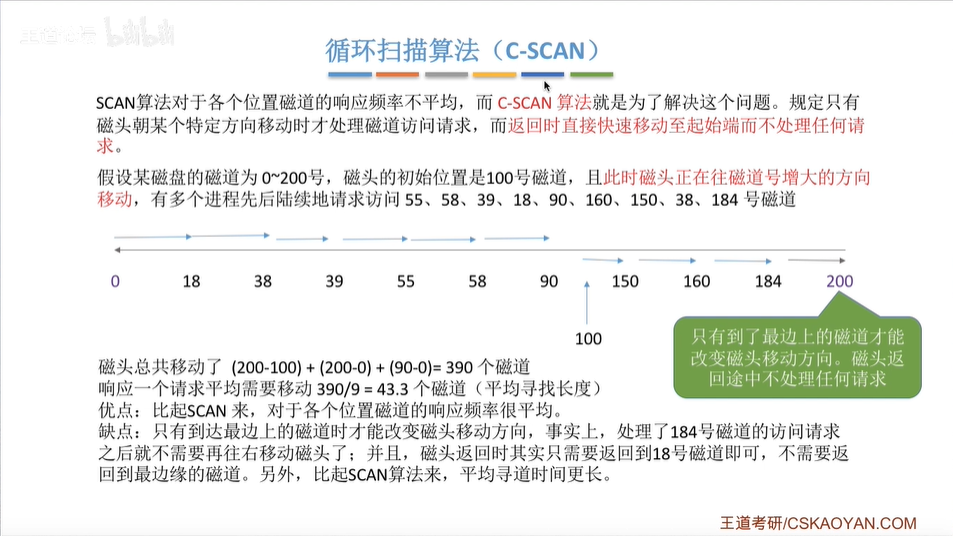 循环扫描算法（C-SCAN）
SCAN算法对于各个位置磁道的响应频率不平均，而 C-SCAN 算法就是为了解决这个问题。规定只有
磁头朝某个特定方向移动时才处理磁道访问请求，而返回时直接快速移动至起始端而不处理任何请
求。
假设某磁盘的磁道为 0~200号，磁头的初始位置是100号磁道，且此时磁头正在往磁道号增大的方向
移动，有多个进程先后陆续地请求访问 55、58、39、18、90、160、150、38、184 号磁道
0 18 38 39 55 58 90 150 160 184 200
100
只有到了最边上的磁道才能
改变磁头移动方向。磁头返
回途中不处理任何请求
磁头总共移动了 (200-100) + (200-0) + (90-0)= 390 个磁道
响应一个请求平均需要移动 390/9 = 43.3 个磁道（平均寻找长度）
优点：比起SCAN 来，对于各个位置磁道的响应频率很平均。
缺点：只有到达最边上的磁道时才能改变磁头移动方向，事实上，处理了184号磁道的访问请求
之后就不需要再往右移动磁头了；并且，磁头返回时其实只需要返回到18号磁道即可，不需要返
回到最边缘的磁道。另外，比起SCAN算法来，平均寻道时间更长。
王道考研/CSKAOYAN.COM